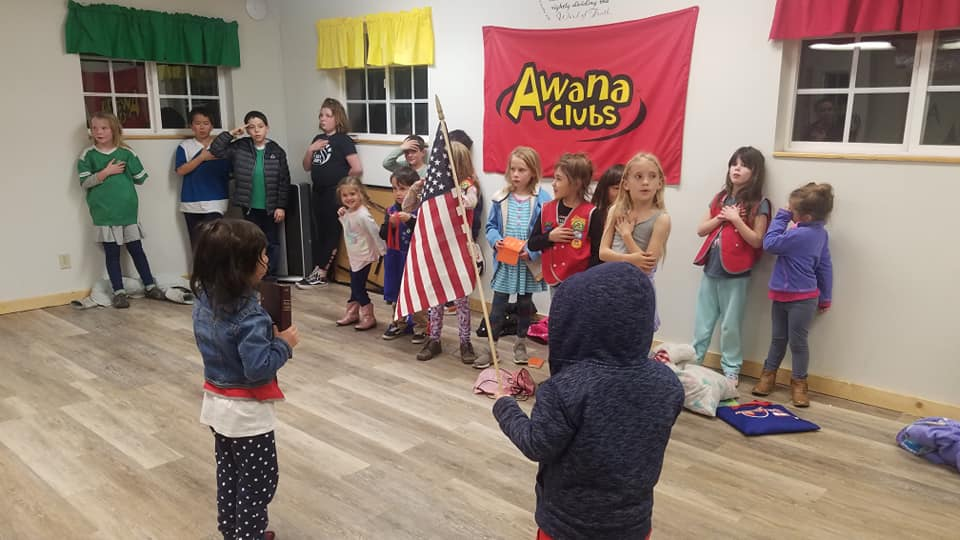 rightly dividing the
Word of Truth
Awana
Clubs